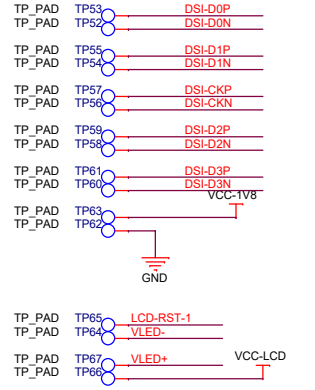 TP_PAD TP53 DSI-D0P
TP_PAD TP52 DSI-D0N
TP_PAD TP55 DSI-D1P
TP_PAD TP54 DSI-D1N
TP_PAD TP57 DSI-CKP
TP_PAD TP56 DSI-CKN
TP_PAD TP59 DSI-D2P
TP_PAD TP58 DSI-D2N
TP_PAD TP61 DSI-D3P
TP_PAD TP60 DSI-D3N
VCC-1V8
TP_PAD TP63
TP_PAD TP62
GND
TP_PAD TP65 LCD-RST-1
TP_PAD TP64 VLED-
TP_PAD TP67 VLED+ VCC-LCD
TP_PAD TP66